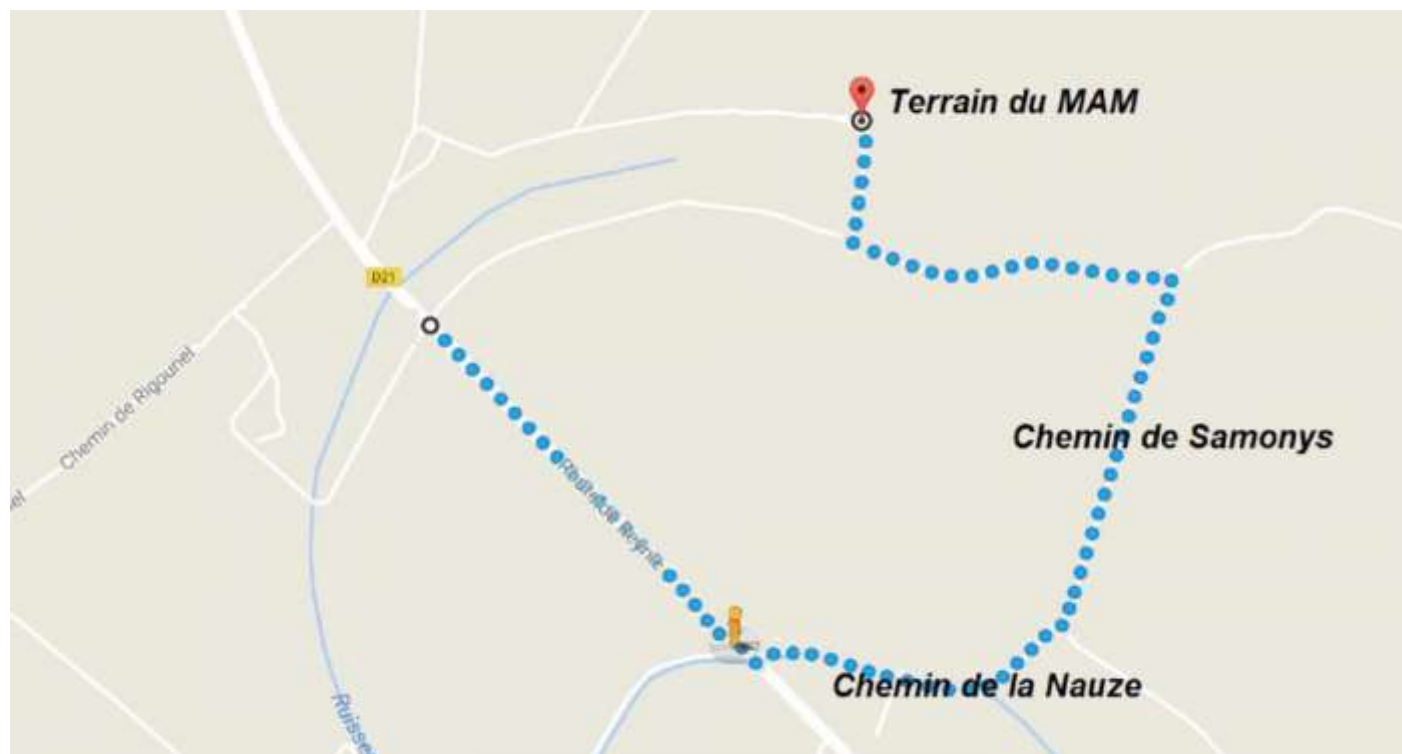 Terrain du MAM
D21
Chemin de Rigounel
Chemin de Samonys
Chemin de la Nauze